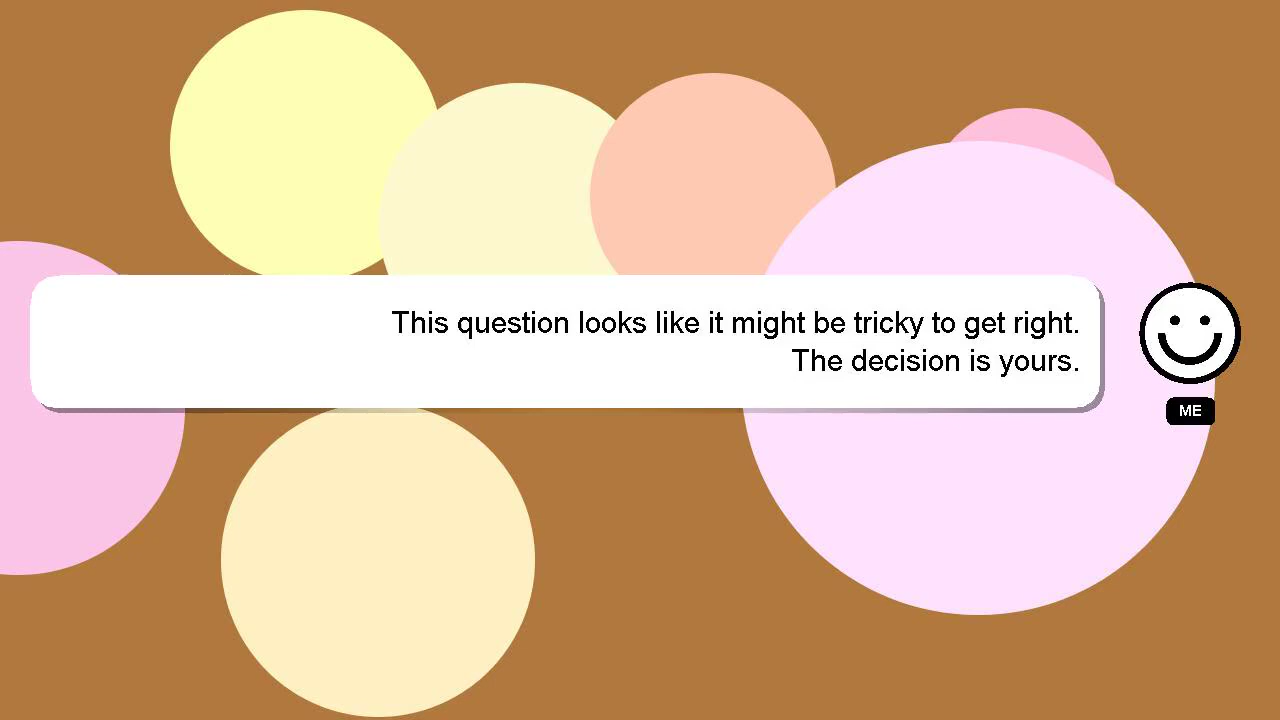 This question looks like it might be tricky to get right.
The decision is yours.
ME